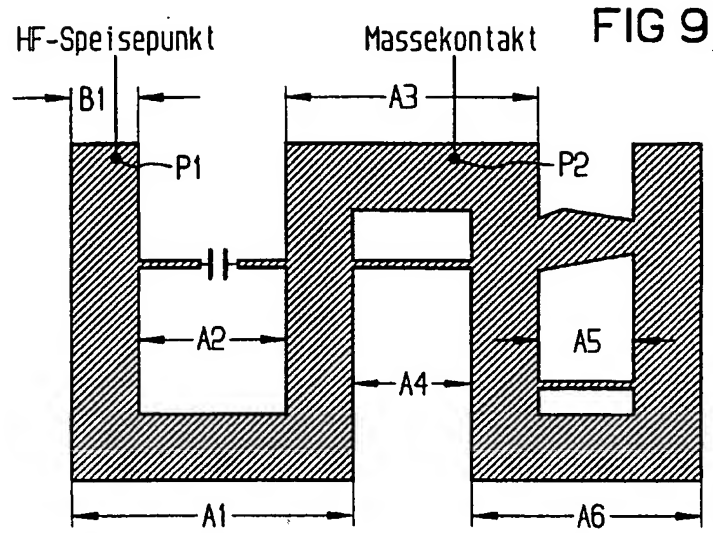 FIG 9
HF-Speisepunkt
Massekontakt
B1
A3
P1
P2
A2
A5
A4
A1
A6